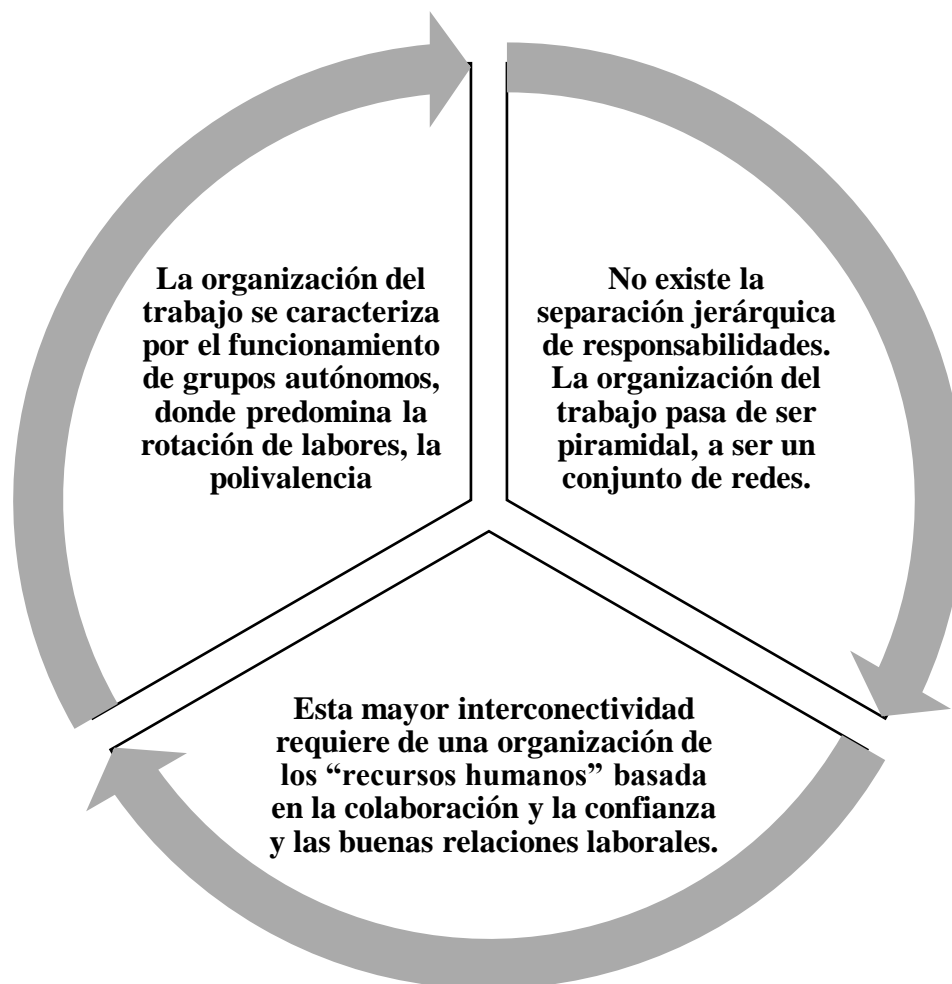 La organización del
trabajo se caracteriza
por el funcionamiento
de grupos autónomos,
donde predomina la
rotación de labores, la
polivalencia
No existe la
separación jerárquica
de responsabilidades.
La organización del
trabajo pasa de ser
piramidal, a ser un
conjunto de redes.
Esta mayor interconectividad
requiere de una organización de
los “recursos humanos” basada
en la colaboración y la confianza
y las buenas relaciones laborales.